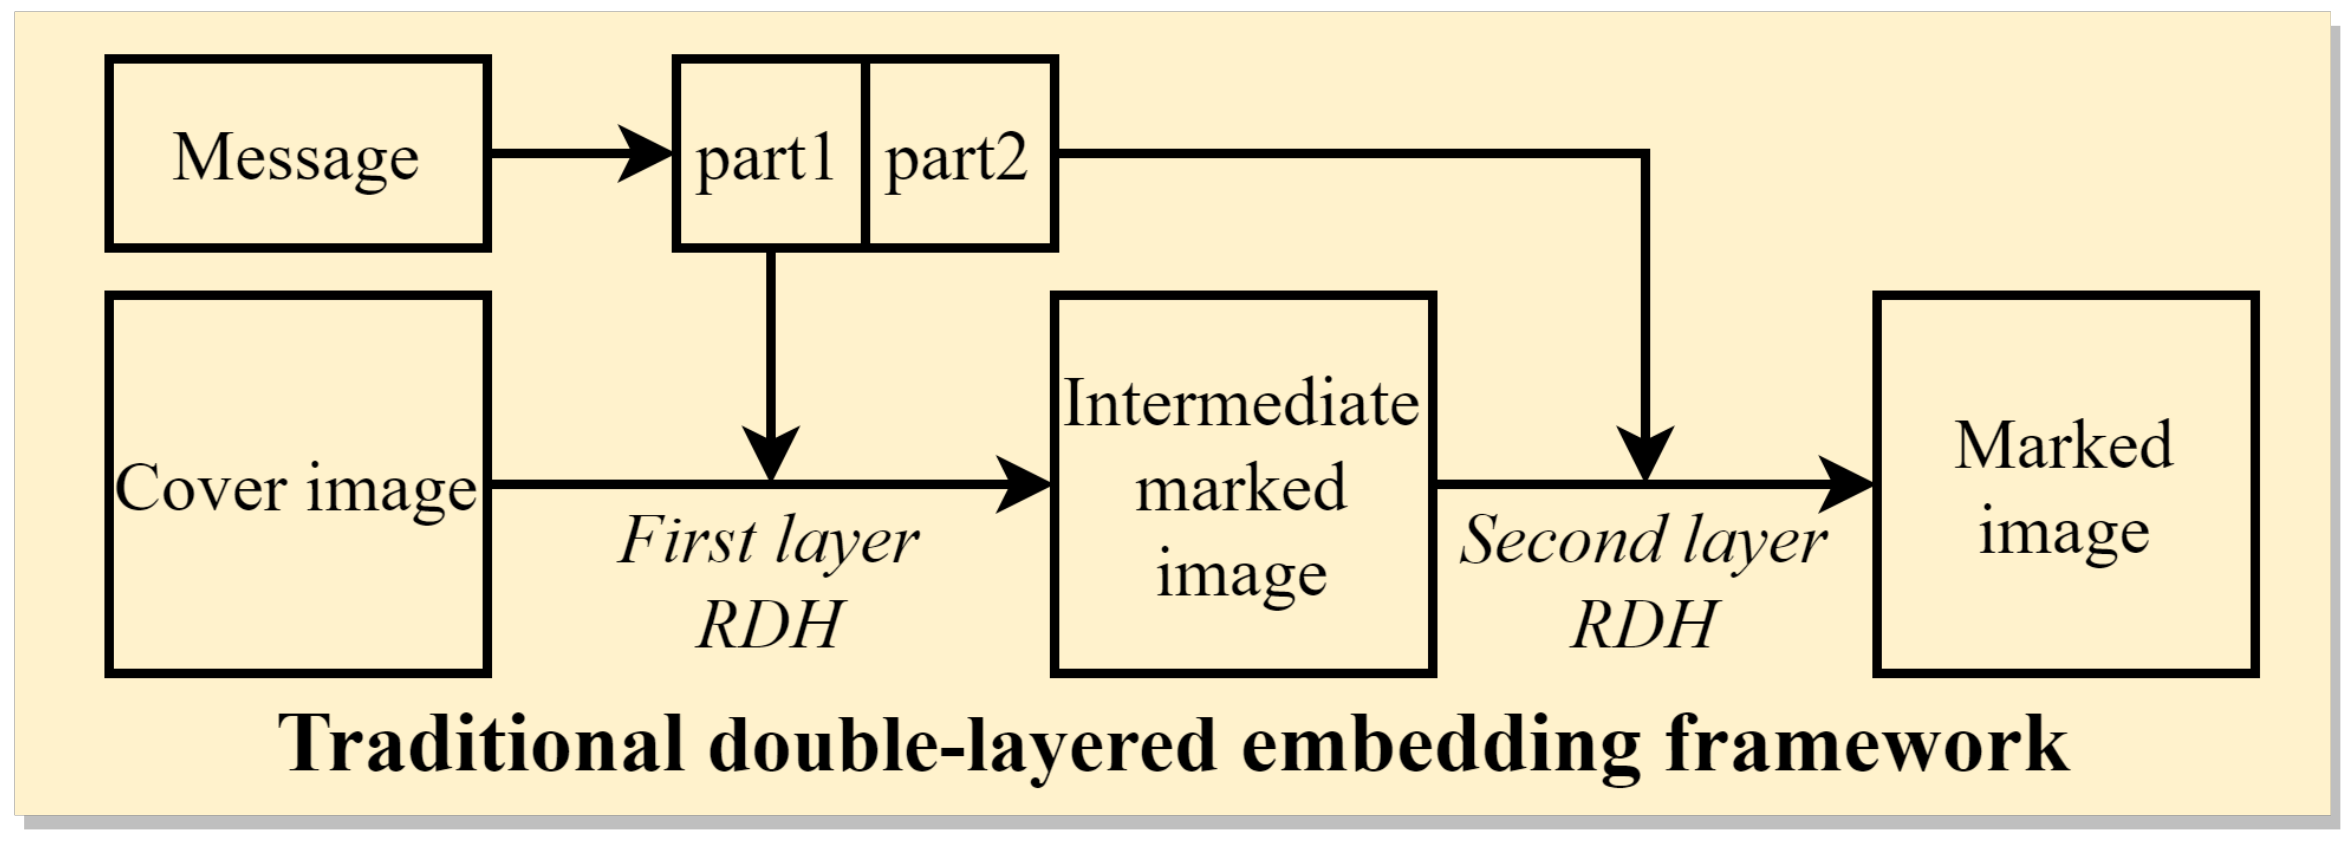 Message
part1
part2
Cover image
First layer
RDH
Intermediate
marked
image
Second layer
RDH
Marked
image
Traditional double-layered embedding framework